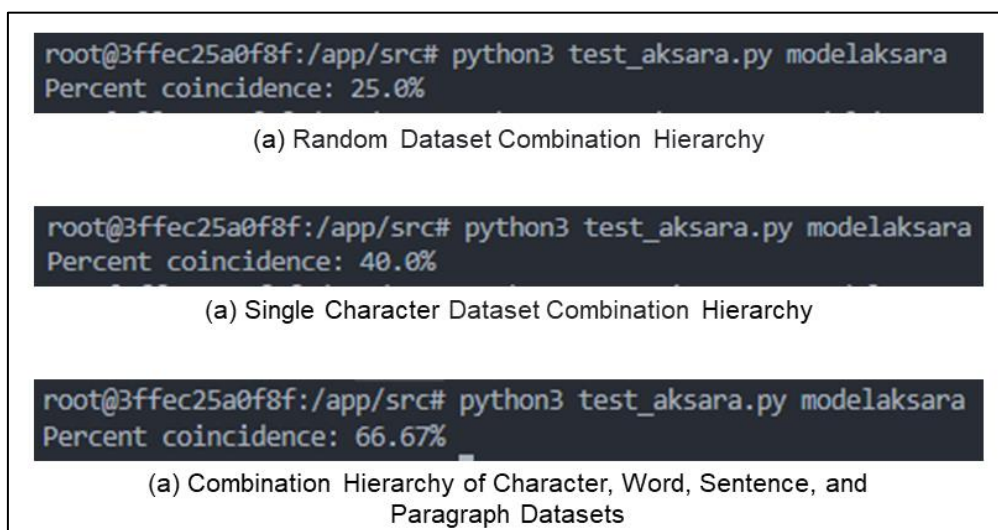 root@3ffec25a0f8f:/app/src# python3 test_aksara.py modelaksara
Percent coincidence: 25.0%
(a) Random Dataset Combination Hierarchy
root@3ffec25a0f8f:/app/src# python3 test_aksara.py modelaksara
Percent coincidence: 40.0%
(a) Single Character Dataset Combination Hierarchy
root@3ffec25a0f8f:/app/src# python3 test_aksara.py modelaksara
Percent coincidence: 66.67%
(a) Combination Hierarchy of Character, Word, Sentence, and
Paragraph Datasets